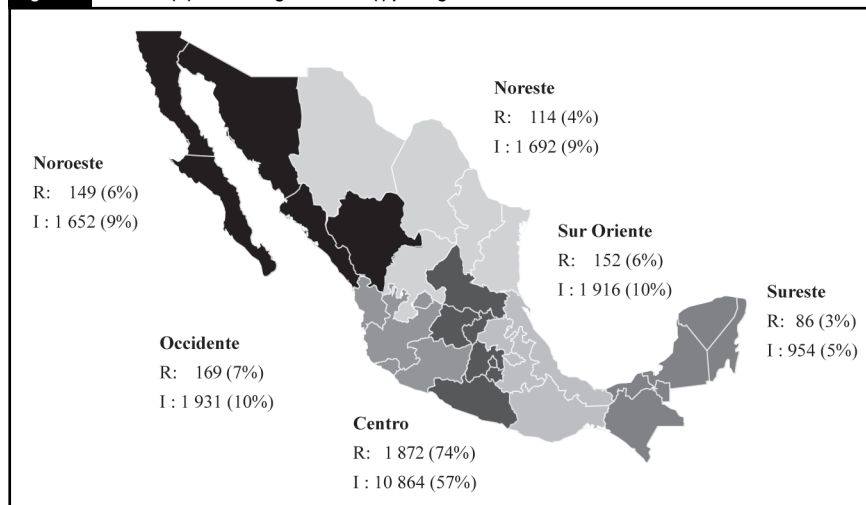 Noreste
R: 114 (4%)
I : 1 692 (9%)
Noroeste
R: 149 (6%)
I : 1 652 (9%)
Sur Oriente
R: 152 (6%)
I : 1 916 (10%)
Sureste
R: 86 (3%)
I : 954 (5%)
Occidente
R: 169 (7%)
I : 1 931 (10%)
Centro
R: 1 872 (74%)
I : 10 864 (57%)